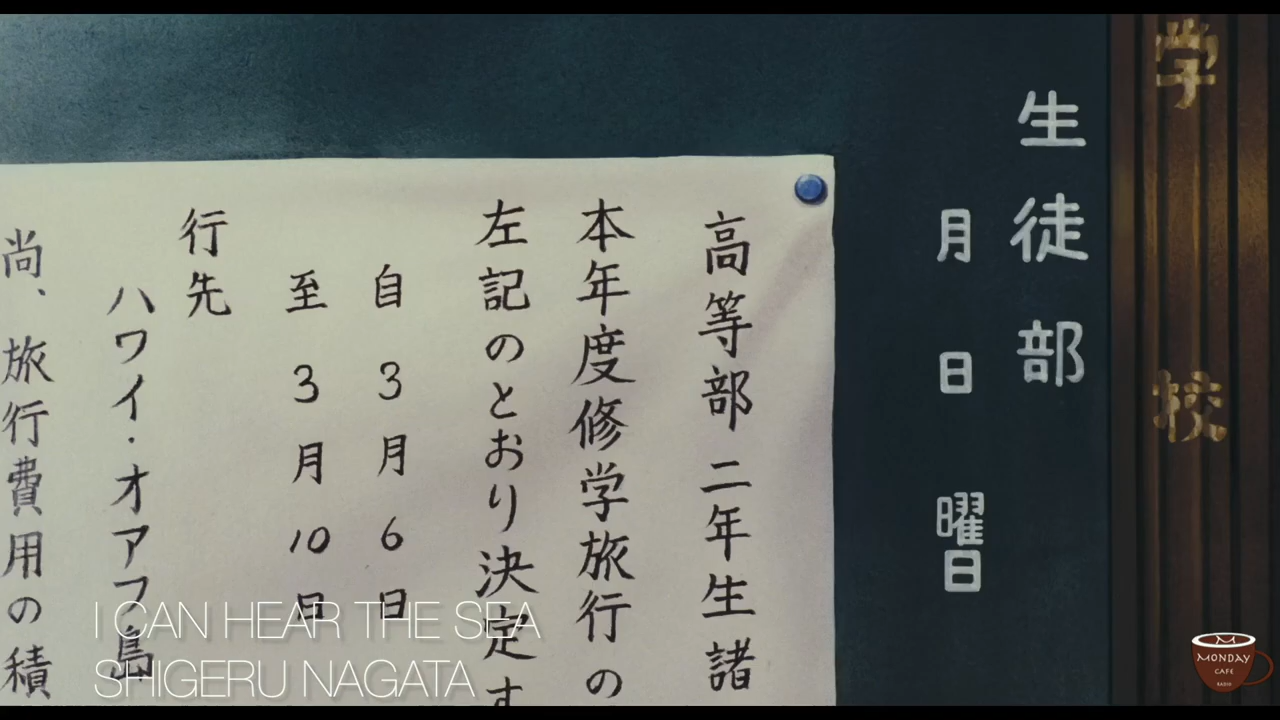 学校
生徒部
月 日 曜日
高等部二年生諸
本年度修学旅行の
左記のとおり決定す
自 3月6日
至 3月10日
行先
ハワイ・オアフ島
尚、旅行費用の積
I CAN HEAR THE SEA
SHIGERU NAGATA
M
MONDAY
CAFE
RADIO